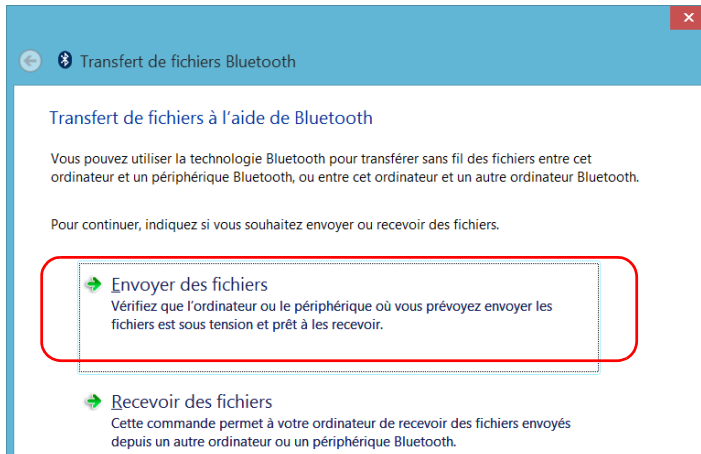 Transfert de fichiers Bluetooth
Transfert de fichiers à l'aide de Bluetooth
Vous pouvez utiliser la technologie Bluetooth pour transférer sans fil des fichiers entre cet
ordinateur et un périphérique Bluetooth, ou entre cet ordinateur et un autre ordinateur Bluetooth.
Pour continuer, indiquez si vous souhaitez envoyer ou recevoir des fichiers.
Envoyer des fichiers
Vérifiez que l'ordinateur ou le périphérique où vous prévoyez envoyer les
fichiers est sous tension et prêt à les recevoir.
Recevoir des fichiers
Cette commande permet à votre ordinateur de recevoir des fichiers envoyés
depuis un autre ordinateur ou un périphérique Bluetooth.